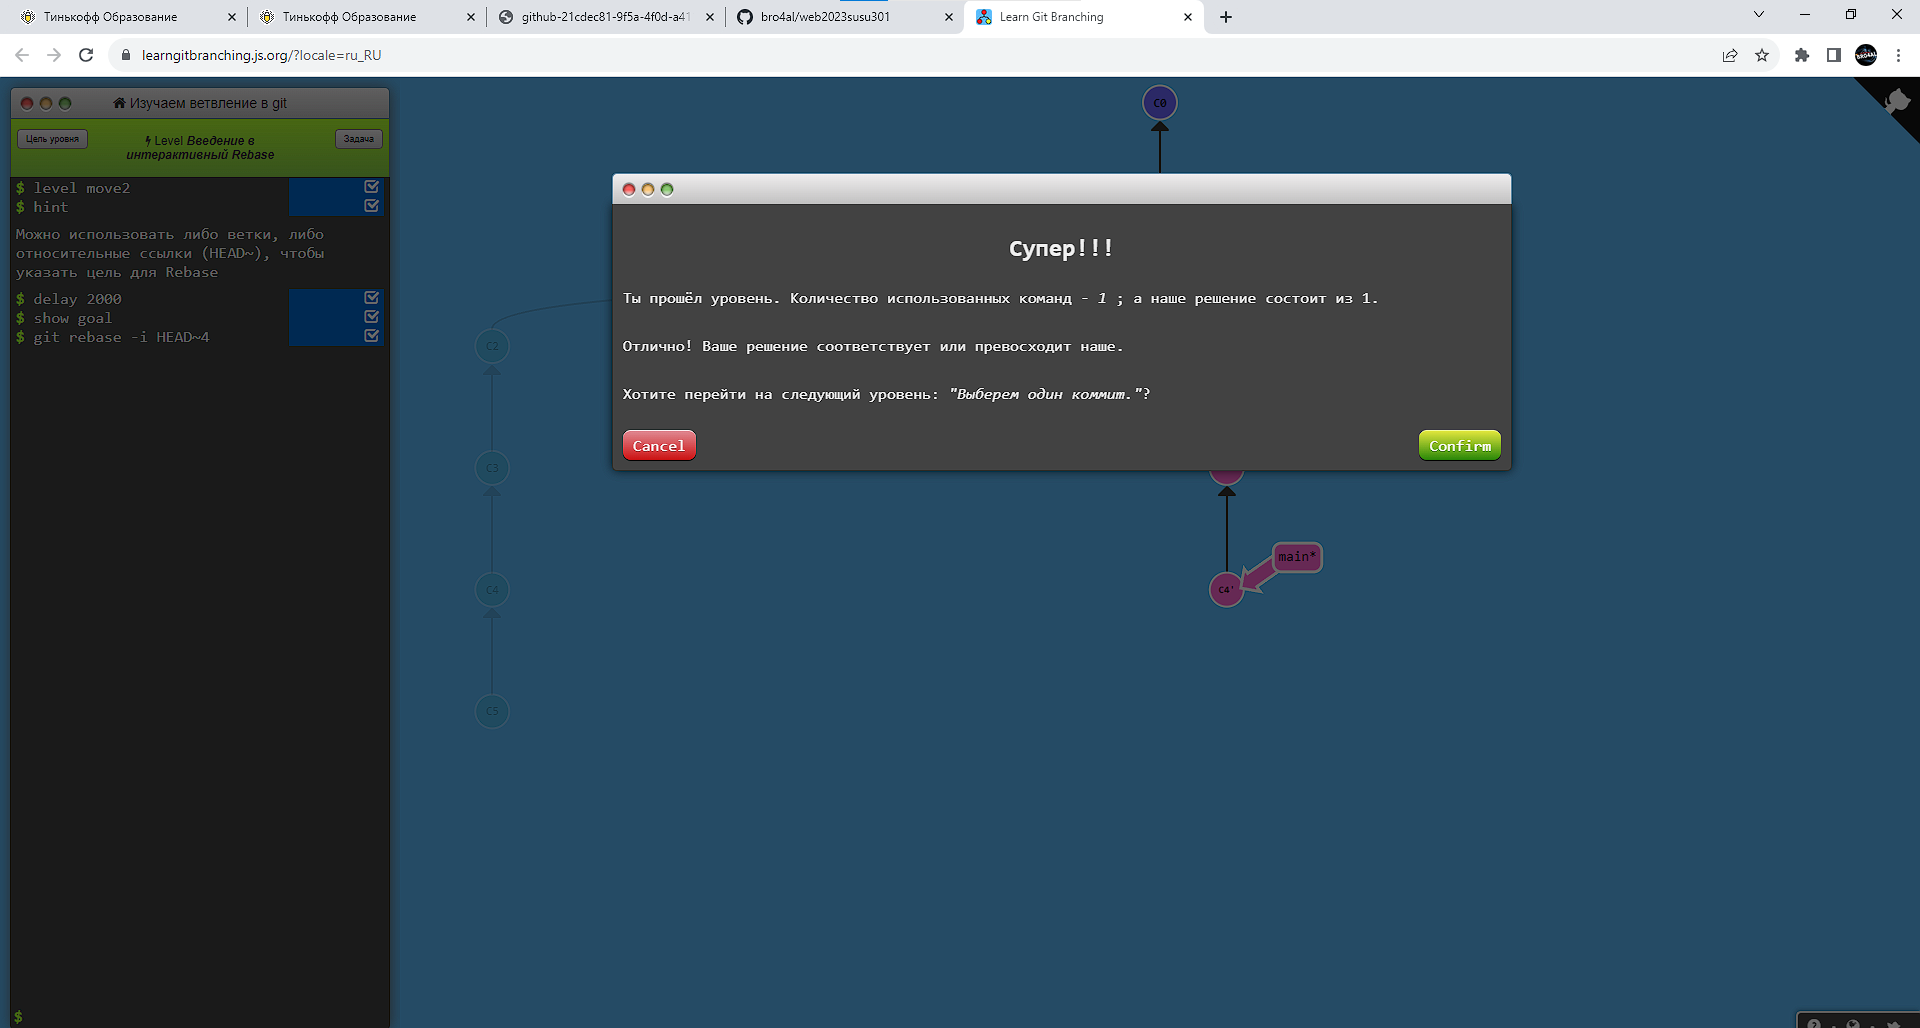 Тинькофф Образование
Тинькофф Образование
github-21cdec81-9f5a-4f0d-a41
bro4al/web2023susu301
Learn Git Branching
learngitbranching.js.org/?locale=ru_RU
BRO4AL
Изучаем ветвление в git
Цель уровня
Level Введение в
интерактивный Rebase
Задача
$ level move2
$ hint
Можно использовать либо ветки, либо
относительные ссылки (HEAD~), чтобы
указать цель для Rebase
$ delay 2000
$ show goal
$ git rebase -i HEAD~4
$
C0
Супер!!!
Ты прошёл уровень. Количество использованных команд - 1 ; а наше решение состоит из 1.
Отлично! Ваше решение соответствует или превосходит наше.
Хотите перейти на следующий уровень: "Выберем один коммит."?
Cancel
Confirm
C2
C3
C4
C5
main*
C4'